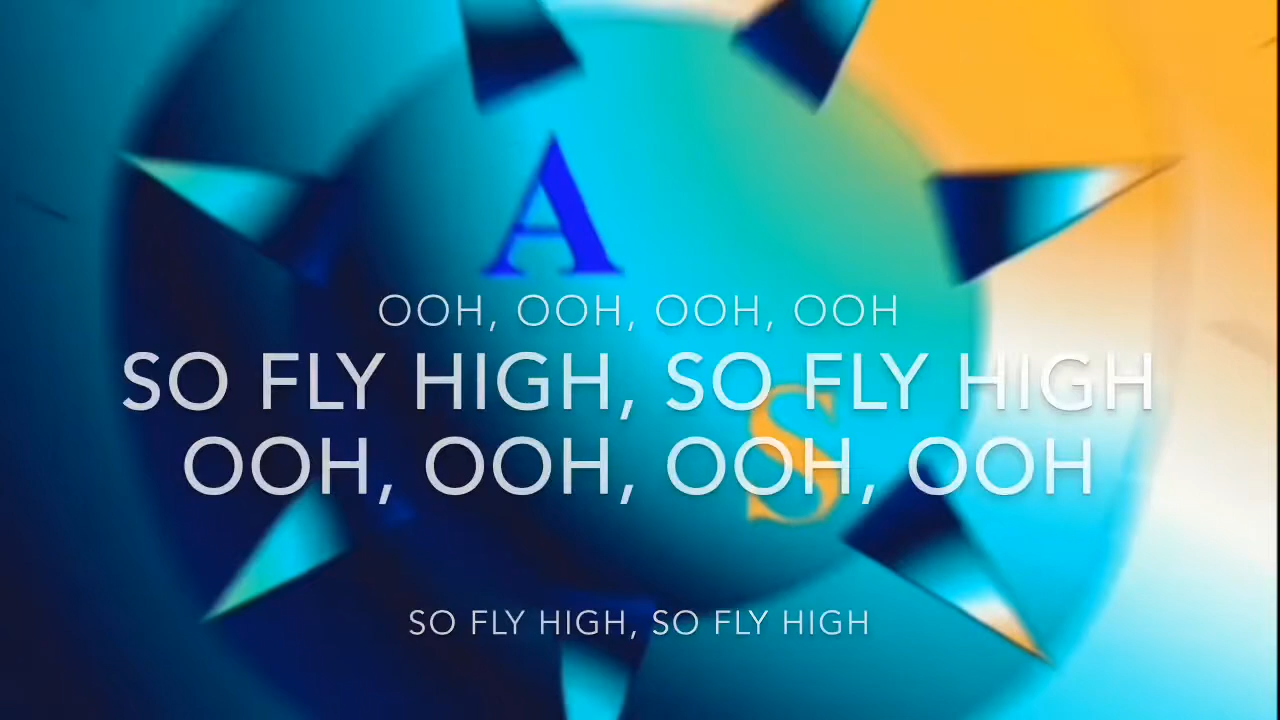 A
OOH, OOH, OOH, OOH
SO FLY HIGH, SO FLY HIGH
S
OOH, OOH, OOH, OOH
SO FLY HIGH, SO FLY HIGH